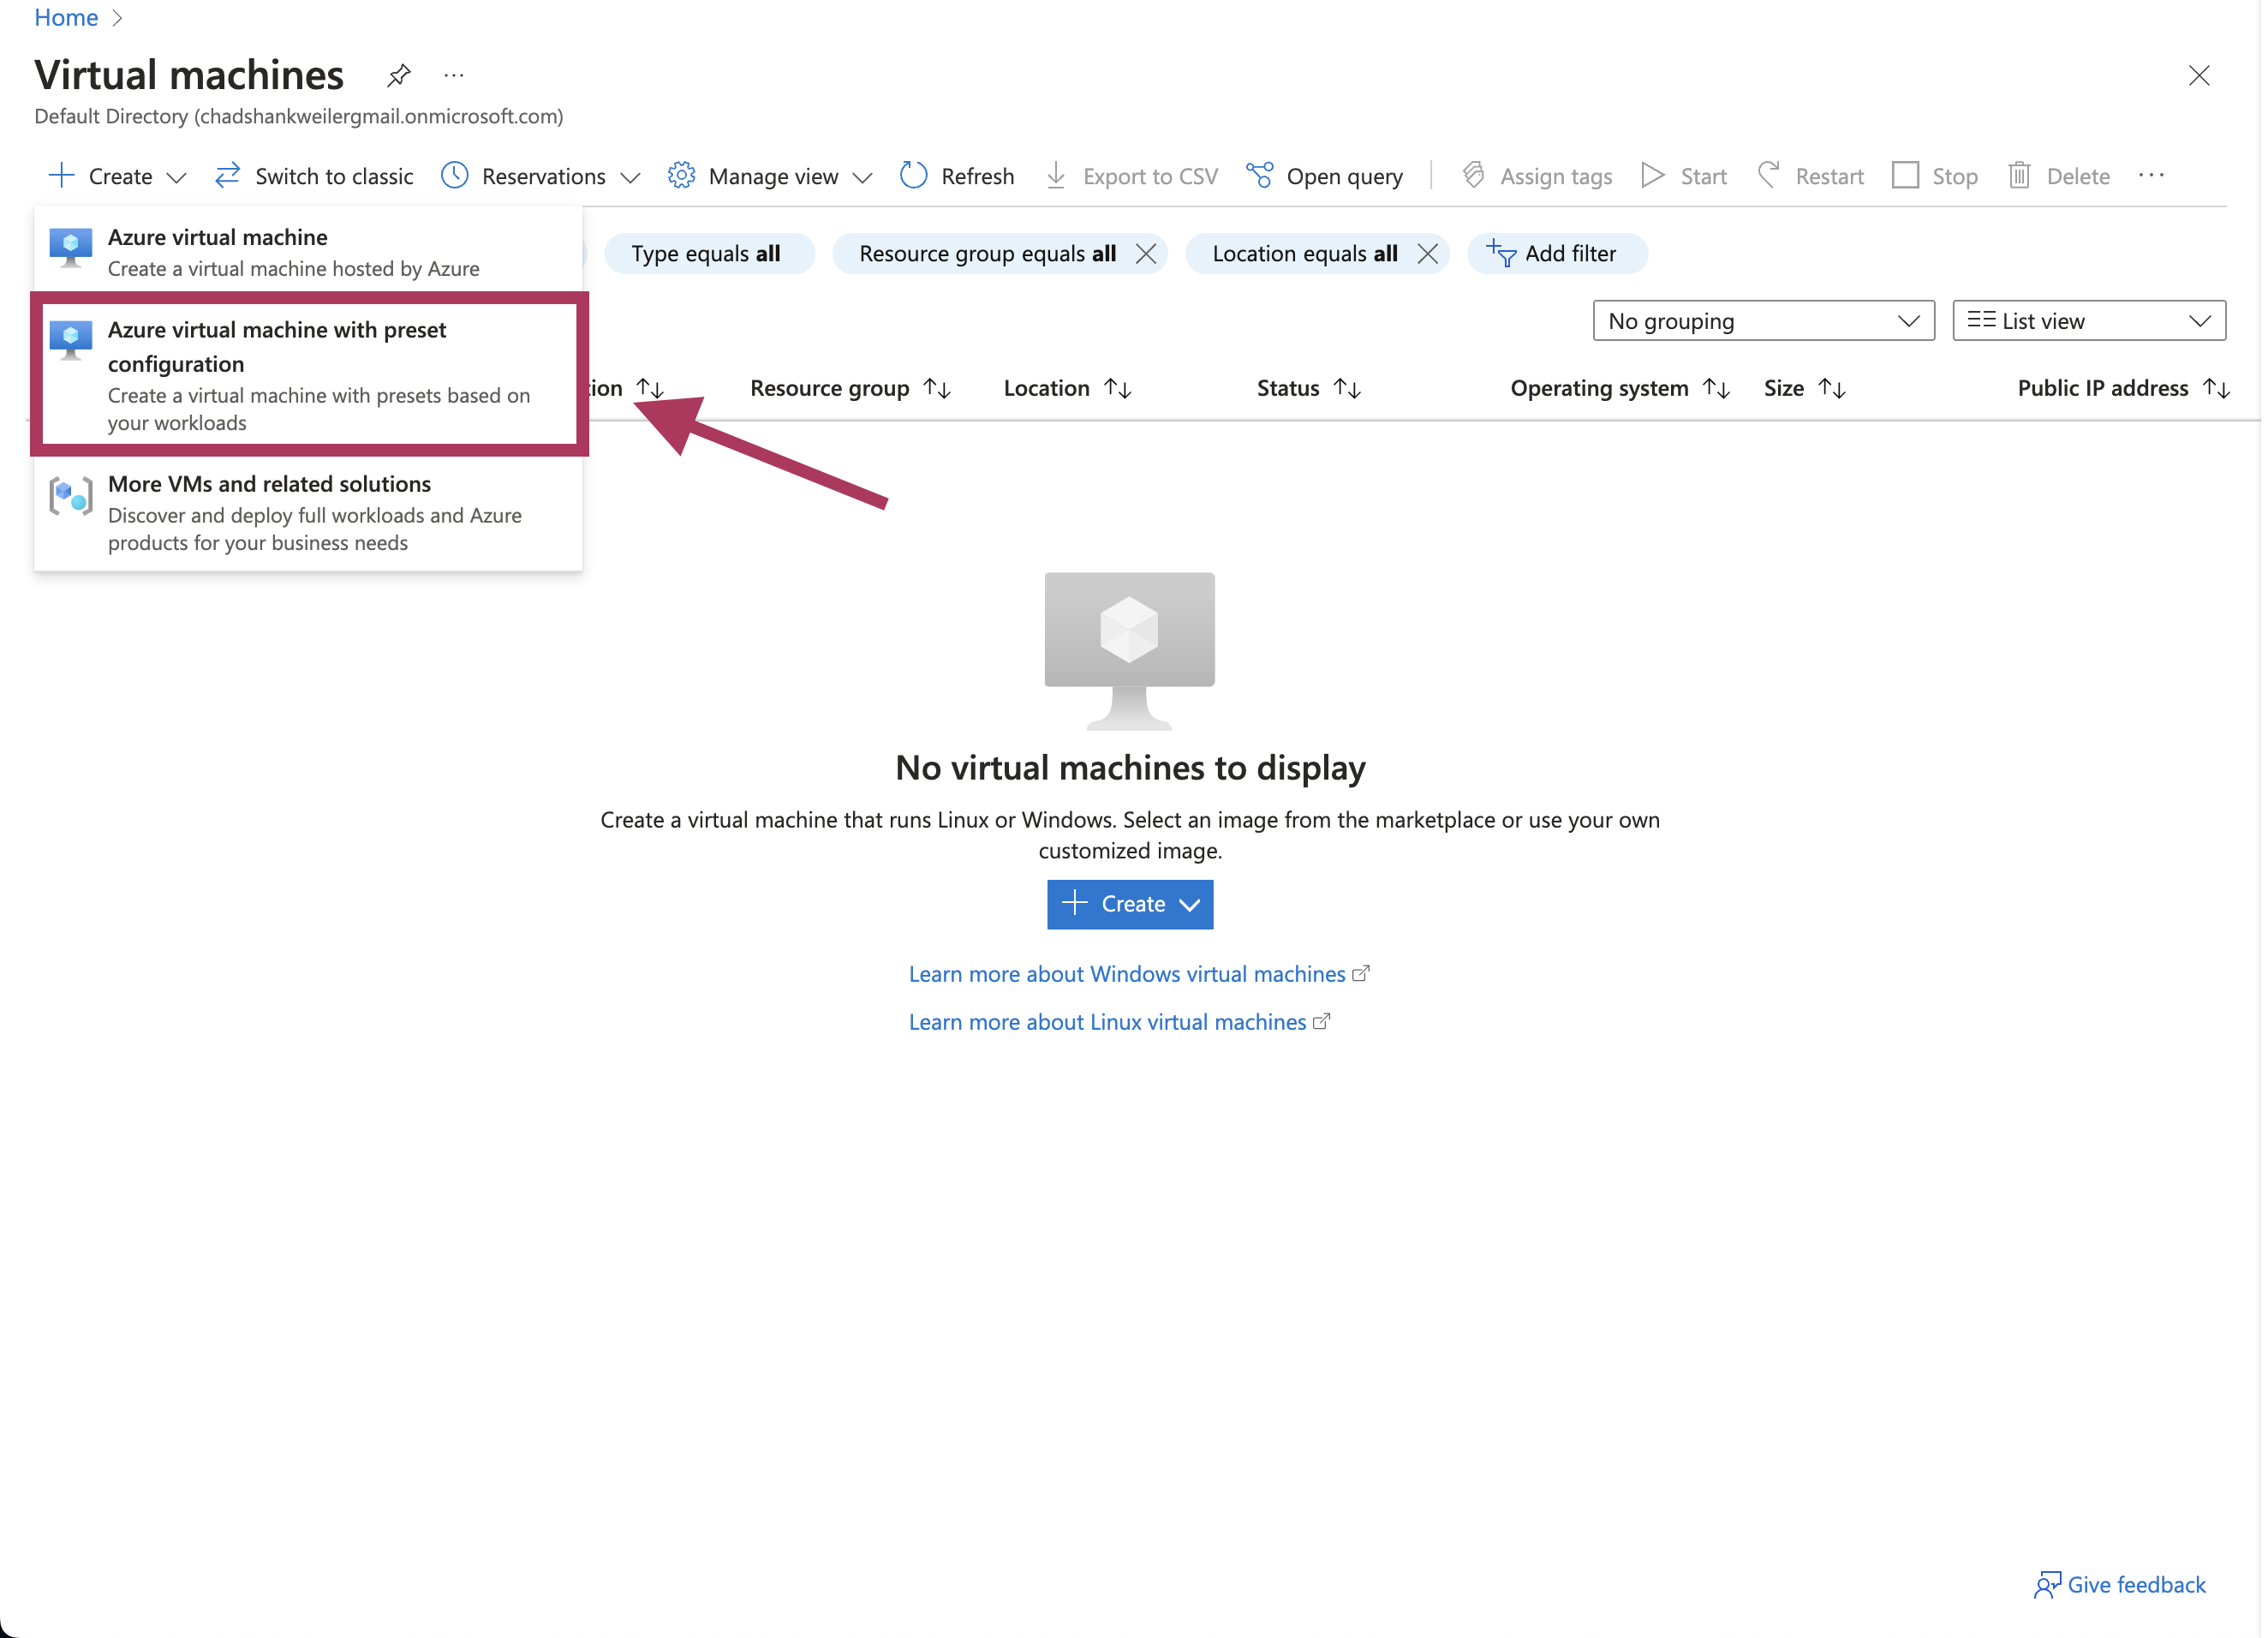 Home
Virtual machines
Default Directory (chadshankweilergmail.onmicrosoft.com)
Create
Switch to classic
Reservations
Manage view
Refresh
Export to CSV
Open query
Assign tags
Start
Restart
Stop
Delete
Azure virtual machine
Create a virtual machine hosted by Azure
Azure virtual machine with preset
configuration
Create a virtual machine with presets based on
your workloads
More VMs and related solutions
Discover and deploy full workloads and Azure
products for your business needs
Type equals all
Resource group equals all
Location equals all
Add filter
No grouping
List view
Resource group
Location
Status
Operating system
Size
Public IP address
No virtual machines to display
Create a virtual machine that runs Linux or Windows. Select an image from the marketplace or use your own
customized image.
Create
Learn more about Windows virtual machines
Learn more about Linux virtual machines
Give feedback